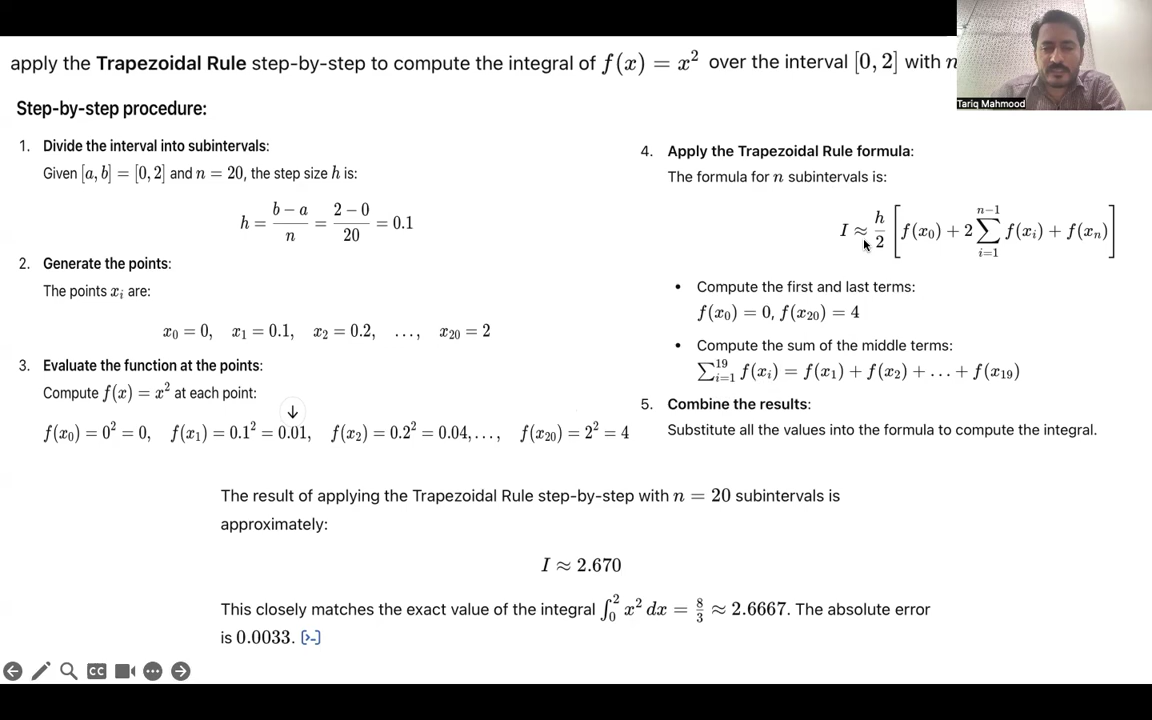 apply the Trapezoidal Rule step-by-step to compute the integral of f(x) = x² over the interval [0, 2] with n
Tariq Mahmood
Step-by-step procedure:
1. Divide the interval into subintervals:
Given [a, b] = [0, 2] and n = 20, the step size h is:
h = (b − a)/n = (2 − 0)/20 = 0.1
2. Generate the points:
The points xᵢ are:
x₀ = 0, x₁ = 0.1, x₂ = 0.2, …, x₂₀ = 2
3. Evaluate the function at the points:
Compute f(x) = x² at each point:
f(x₀) = 0² = 0, f(x₁) = 0.1² = 0.01, f(x₂) = 0.2² = 0.04, …, f(x₂₀) = 2² = 4
4. Apply the Trapezoidal Rule formula:
The formula for n subintervals is:
I ≈ h/2 [f(x₀) + 2 ∑ᵢ₌₁ⁿ⁻¹ f(xᵢ) + f(xₙ)]
• Compute the first and last terms:
f(x₀) = 0, f(x₂₀) = 4
• Compute the sum of the middle terms:
∑ᵢ₌₁¹⁹ f(xᵢ) = f(x₁) + f(x₂) + … + f(x₁₉)
5. Combine the results:
Substitute all the values into the formula to compute the integral.
The result of applying the Trapezoidal Rule step-by-step with n = 20 subintervals is
approximately:
I ≈ 2.670
This closely matches the exact value of the integral ∫₀² x² dx = 8/3 ≈ 2.6667. The absolute error
is 0.0033. [>-]
CC